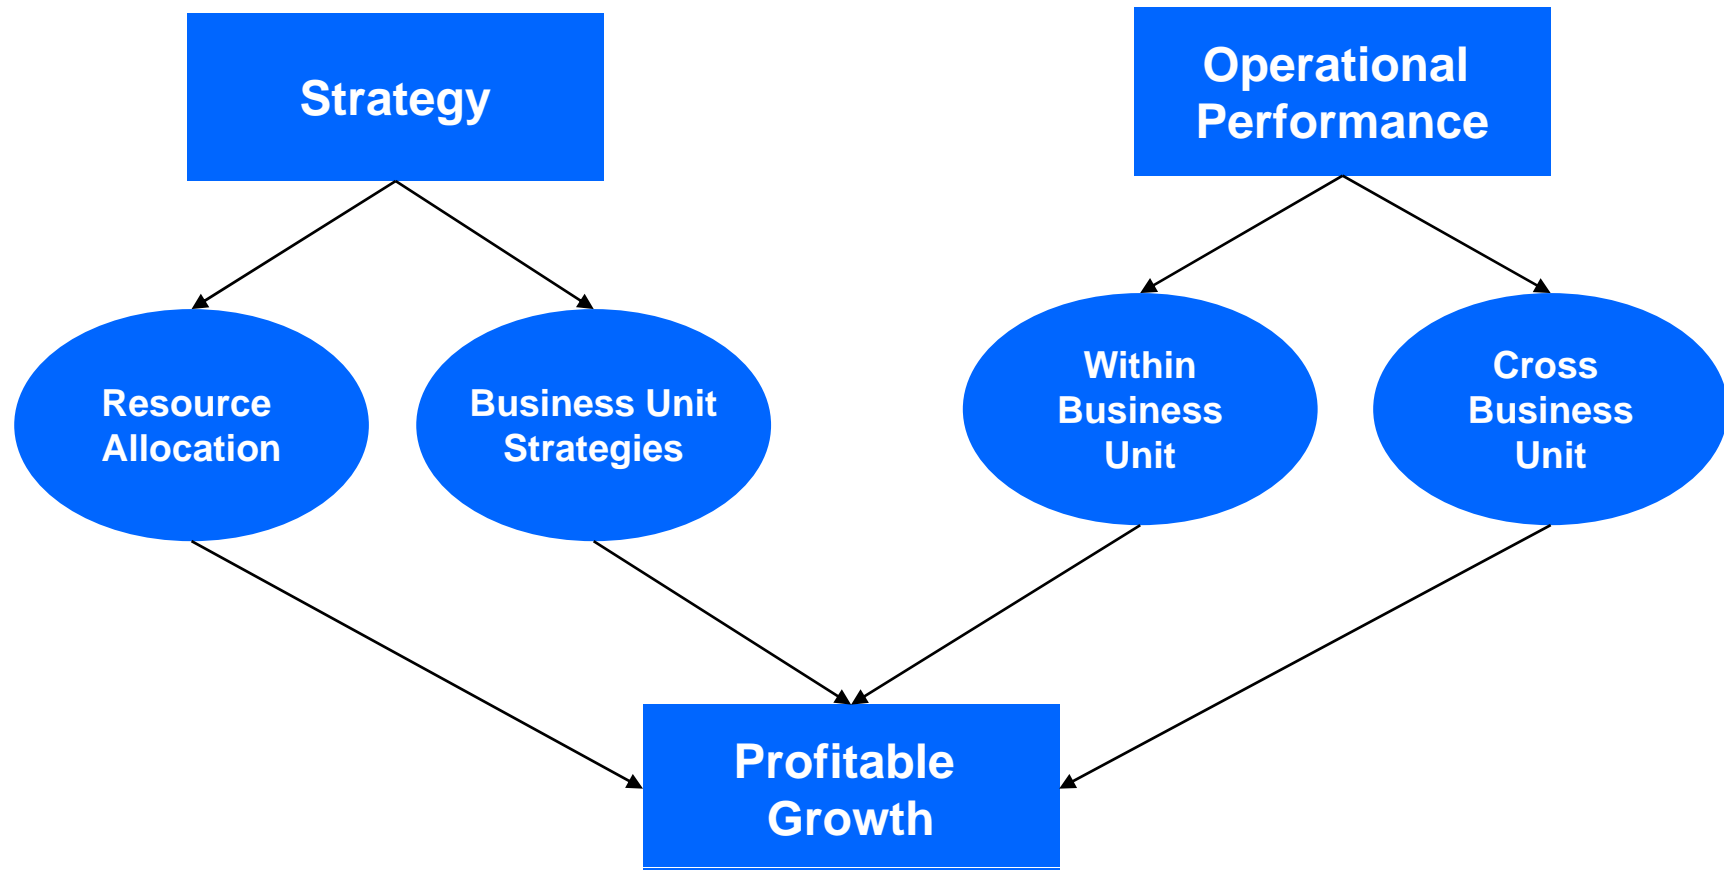 Strategy
Operational
Performance
Resource
Allocation
Business Unit
Strategies
Within
Business
Unit
Cross
Business
Unit
Profitable
Growth